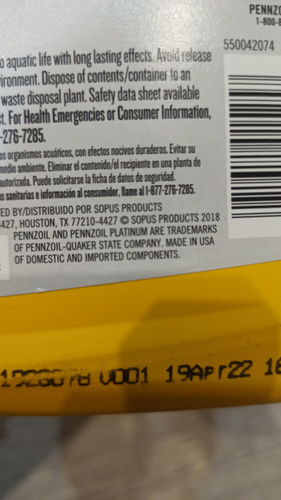 PENNZO
1-800-
550042074
o aquatic life with long lasting effects. Avoid release
ironment. Dispose of contents/container to an
waste disposal plant. Safety data sheet available
t. For Health Emergencies or Consumer Information,
-276-7285.
os organismos acuáticos, con efectos nocivos duraderos. Evitar su
medio ambiente. Eliminar el contenido/el recipiente en una planta de
autorizada. Puede solicitarse la ficha de datos de seguridad.
as sanitarias e información al consumidor, llame al 1-877-276-7285.
ED BY/DISTRIBUIDO POR SOPUS PRODUCTS
4427, HOUSTON, TX 77210-4427 © SOPUS PRODUCTS 2018
PENNZOIL AND PENNZOIL PLATINUM ARE TRADEMARKS
OF PENNZOIL-QUAKER STATE COMPANY. MADE IN USA
OF DOMESTIC AND IMPORTED COMPONENTS.
V001 19Apr22